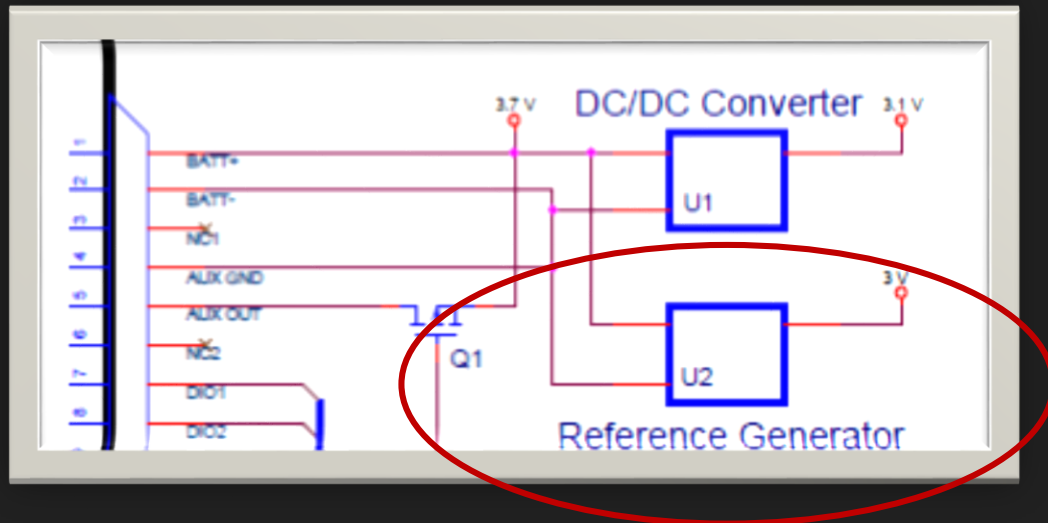 3.7 V
DC/DC Converter
3.1 V
1
BATT+
2
BATT-
U1
3
NC1
4
AUX GND
3 V
5
AUX OUT
6
NC2
Q1
U2
7
DIO1
8
DIO2
Reference Generator